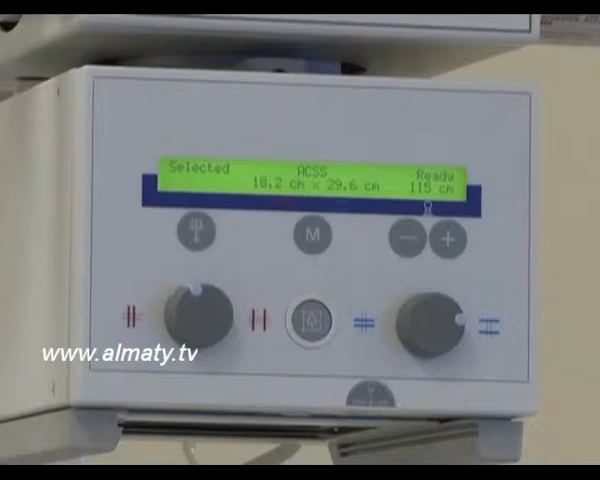 Selected ACSS Ready
18.2 cm x 29.6 cm 115 cm
M
− +
www.almaty.tv